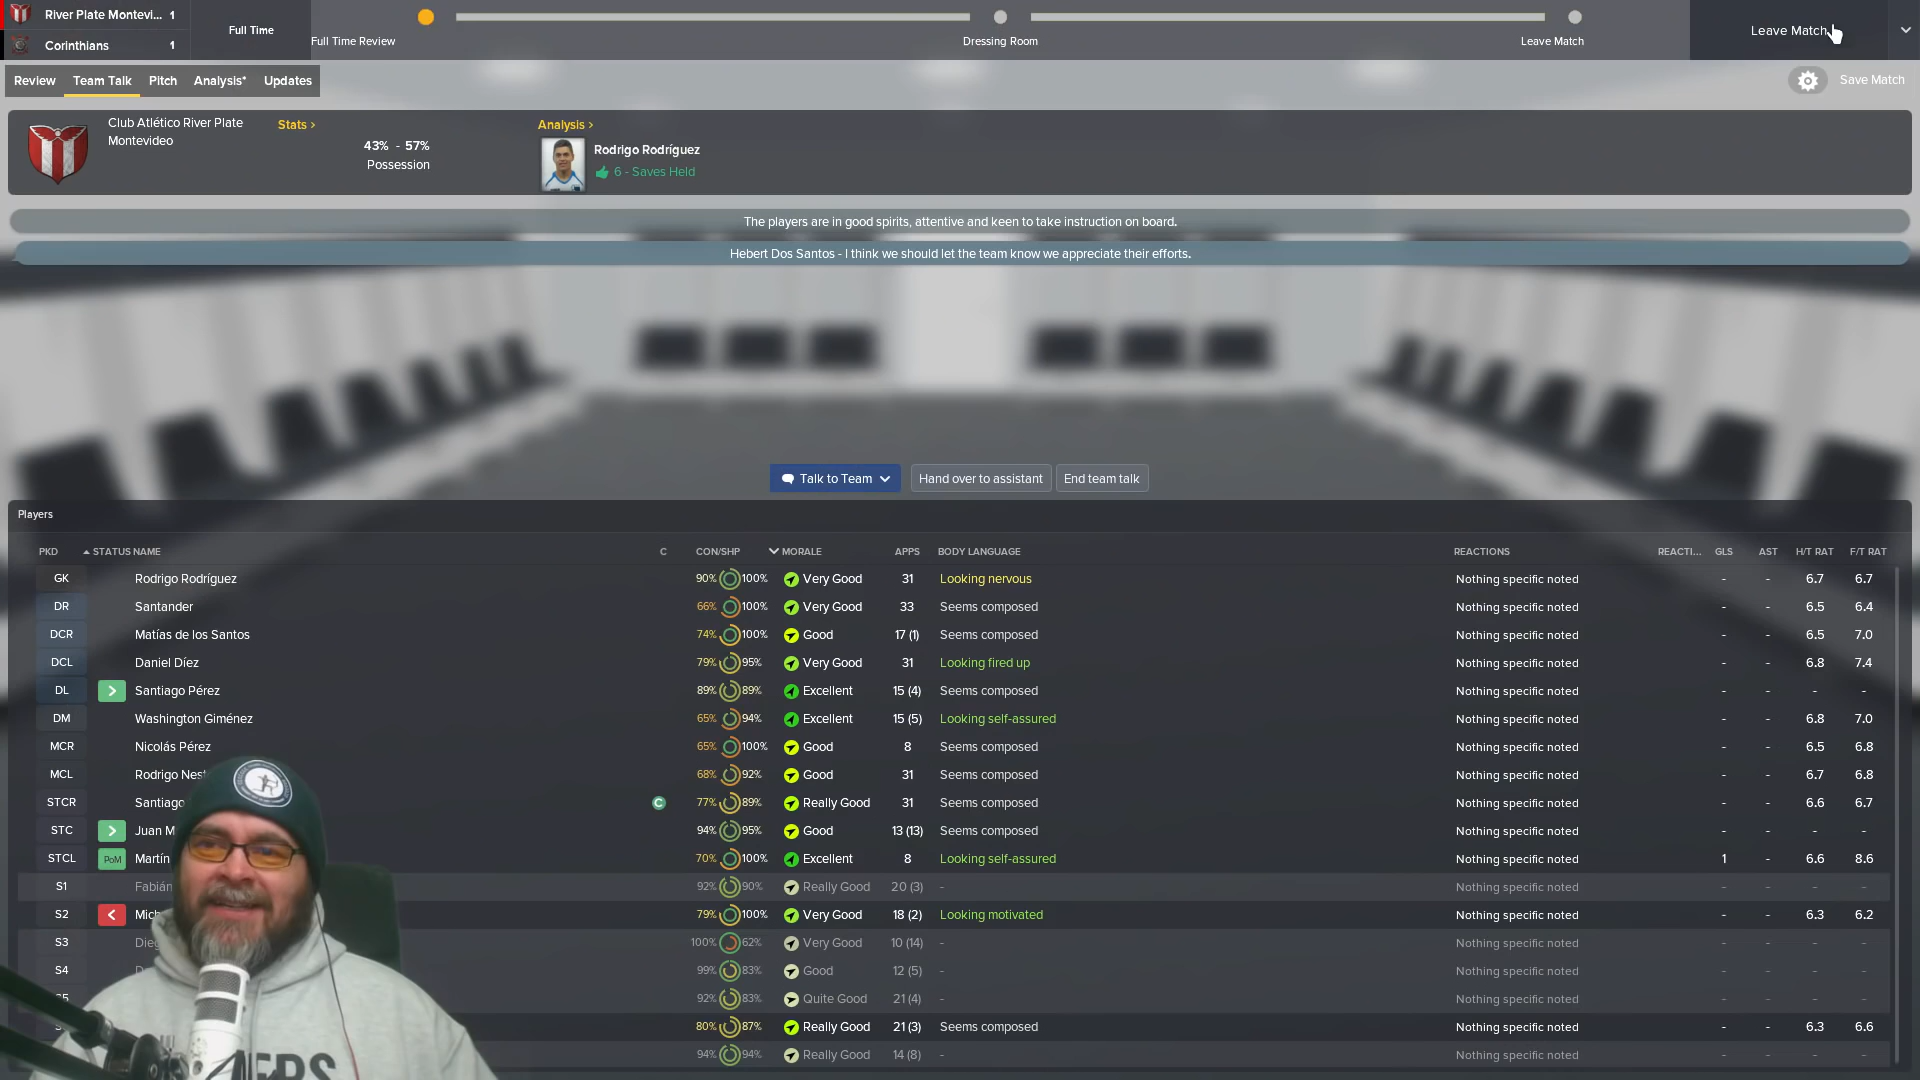 River Plate Montevi... 1
Corinthians 1
Full Time
Full Time Review
Dressing Room
Leave Match
Leave Match
Review Team Talk Pitch Analysis* Updates
Save Match
Club Atlético River Plate
Montevideo
Stats >
43% - 57%
Possession
Analysis >
Rodrigo Rodríguez
6 - Saves Held
The players are in good spirits, attentive and keen to take instruction on board.
Hebert Dos Santos - I think we should let the team know we appreciate their efforts.
Talk to Team Hand over to assistant End team talk
Players
PKD STATUS NAME C CON/SHP MORALE APPS BODY LANGUAGE REACTIONS REACTI... GLS AST H/T RAT F/T RAT
GK Rodrigo Rodríguez 90% 100% Very Good 31 Looking nervous Nothing specific noted - - 6.7 6.7
DR Santander 66% 100% Very Good 33 Seems composed Nothing specific noted - - 6.5 6.4
DCR Matías de los Santos 74% 100% Good 17 (1) Seems composed Nothing specific noted - - 6.5 7.0
DCL Daniel Díez 79% 95% Very Good 31 Looking fired up Nothing specific noted - - 6.8 7.4
DL Santiago Pérez 89% 89% Excellent 15 (4) Seems composed Nothing specific noted - - - -
DM Washington Giménez 65% 94% Excellent 15 (5) Looking self-assured Nothing specific noted - - 6.8 7.0
MCR Nicolás Pérez 65% 100% Good 8 Seems composed Nothing specific noted - - 6.5 6.8
MCL Rodrigo Nest 68% 92% Good 31 Seems composed Nothing specific noted - - 6.7 6.8
STCR Santiago C 77% 89% Really Good 31 Seems composed Nothing specific noted - - 6.6 6.7
STC Juan M 94% 95% Good 13 (13) Seems composed Nothing specific noted - - - -
STCL PoM Martín 70% 100% Excellent 8 Looking self-assured Nothing specific noted 1 - 6.6 8.6
S1 Fabián 92% 90% Really Good 20 (3) - Nothing specific noted - - - -
S2 Mich 79% 100% Very Good 18 (2) Looking motivated Nothing specific noted - - 6.3 6.2
S3 Dieg 100% 62% Very Good 10 (14) - Nothing specific noted - - - -
S4 99% 83% Good 12 (5) - Nothing specific noted - - - -
92% 83% Quite Good 21 (4) - Nothing specific noted - - - -
80% 87% Really Good 21 (3) Seems composed Nothing specific noted - - 6.3 6.6
94% 94% Really Good 14 (8) - Nothing specific noted - - - -